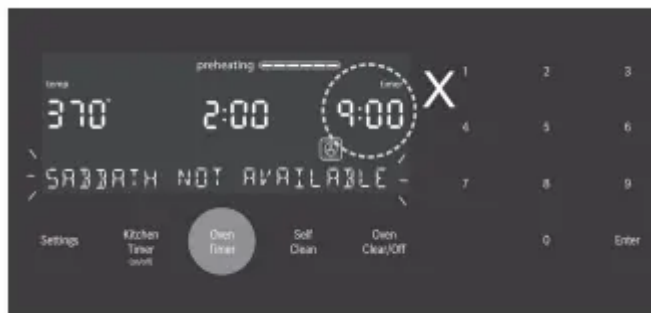 preheating
temp
timer
370°
2:00
9:00
X
SABBATH NOT AVAILABLE
Settings
Kitchen Timer
On/Off
Oven Timer
Self Clean
Oven Clear/Off
1 2 3
4 5 6
7 8 9
0 Enter